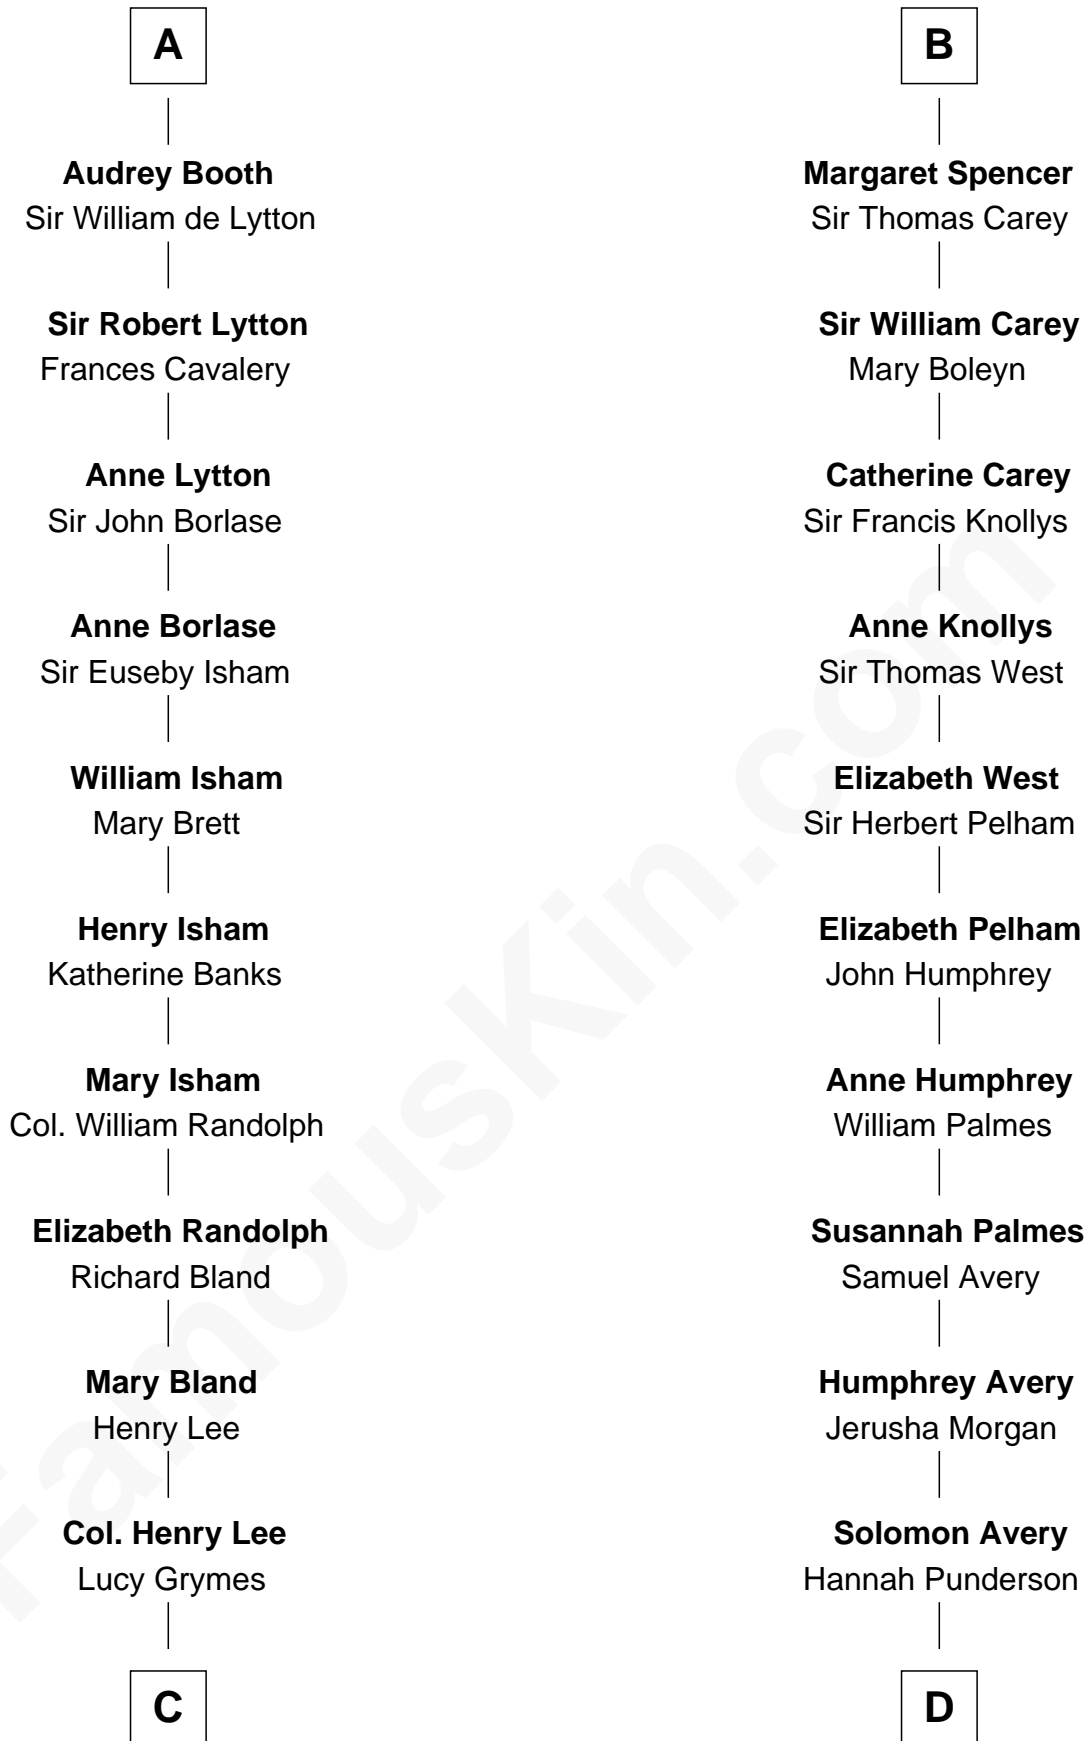 A
Audrey Booth
Sir William de Lytton
Sir Robert Lytton
Frances Cavalery
Anne Lytton
Sir John Borlase
Anne Borlase
Sir Euseby Isham
William Isham
Mary Brett
Henry Isham
Katherine Banks
Mary Isham
Col. William Randolph
Elizabeth Randolph
Richard Bland
Mary Bland
Henry Lee
Col. Henry Lee
Lucy Grymes
C
B
Margaret Spencer
Sir Thomas Carey
Sir William Carey
Mary Boleyn
Catherine Carey
Sir Francis Knollys
Anne Knollys
Sir Thomas West
Elizabeth West
Sir Herbert Pelham
Elizabeth Pelham
John Humphrey
Anne Humphrey
William Palmes
Susannah Palmes
Samuel Avery
Humphrey Avery
Jerusha Morgan
Solomon Avery
Hannah Punderson
D
FamousKin.com